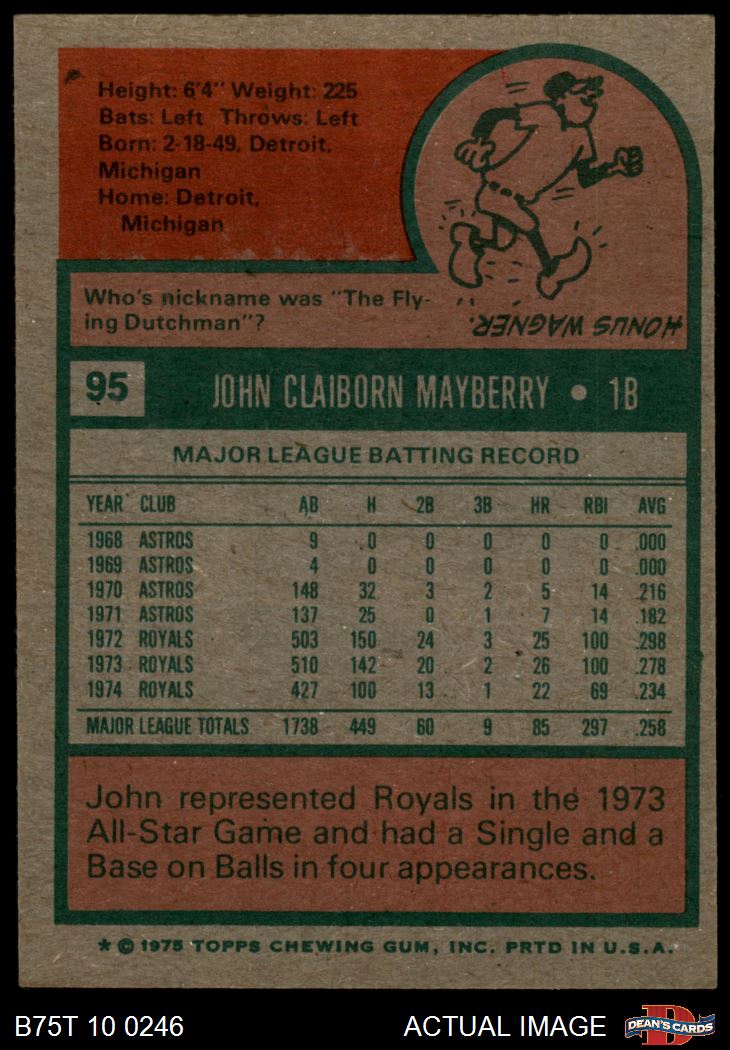 Height: 6'4" Weight: 225
Bats: Left Throws: Left
Born: 2-18-49, Detroit,
Michigan
Home: Detroit,
Michigan
Who's nickname was "The Fly-
ing Dutchman"?
HONUS WAGNER.
95 JOHN CLAIBORN MAYBERRY • 1B
MAJOR LEAGUE BATTING RECORD
YEAR CLUB AB H 2B 3B HR RBI AVG
1968 ASTROS 9 0 0 0 0 0 .000
1969 ASTROS 4 0 0 0 0 0 .000
1970 ASTROS 148 32 3 2 5 14 .216
1971 ASTROS 137 25 0 1 7 14 .182
1972 ROYALS 503 150 24 3 25 100 .298
1973 ROYALS 510 142 20 2 26 100 .278
1974 ROYALS 427 100 13 1 22 69 .234
MAJOR LEAGUE TOTALS 1738 449 60 9 85 297 .258
John represented Royals in the 1973
All-Star Game and had a Single and a
Base on Balls in four appearances.
* © 1975 TOPPS CHEWING GUM, INC. PRTD IN U.S.A.
B75T 10 0246 ACTUAL IMAGE D DEAN'S CARDS